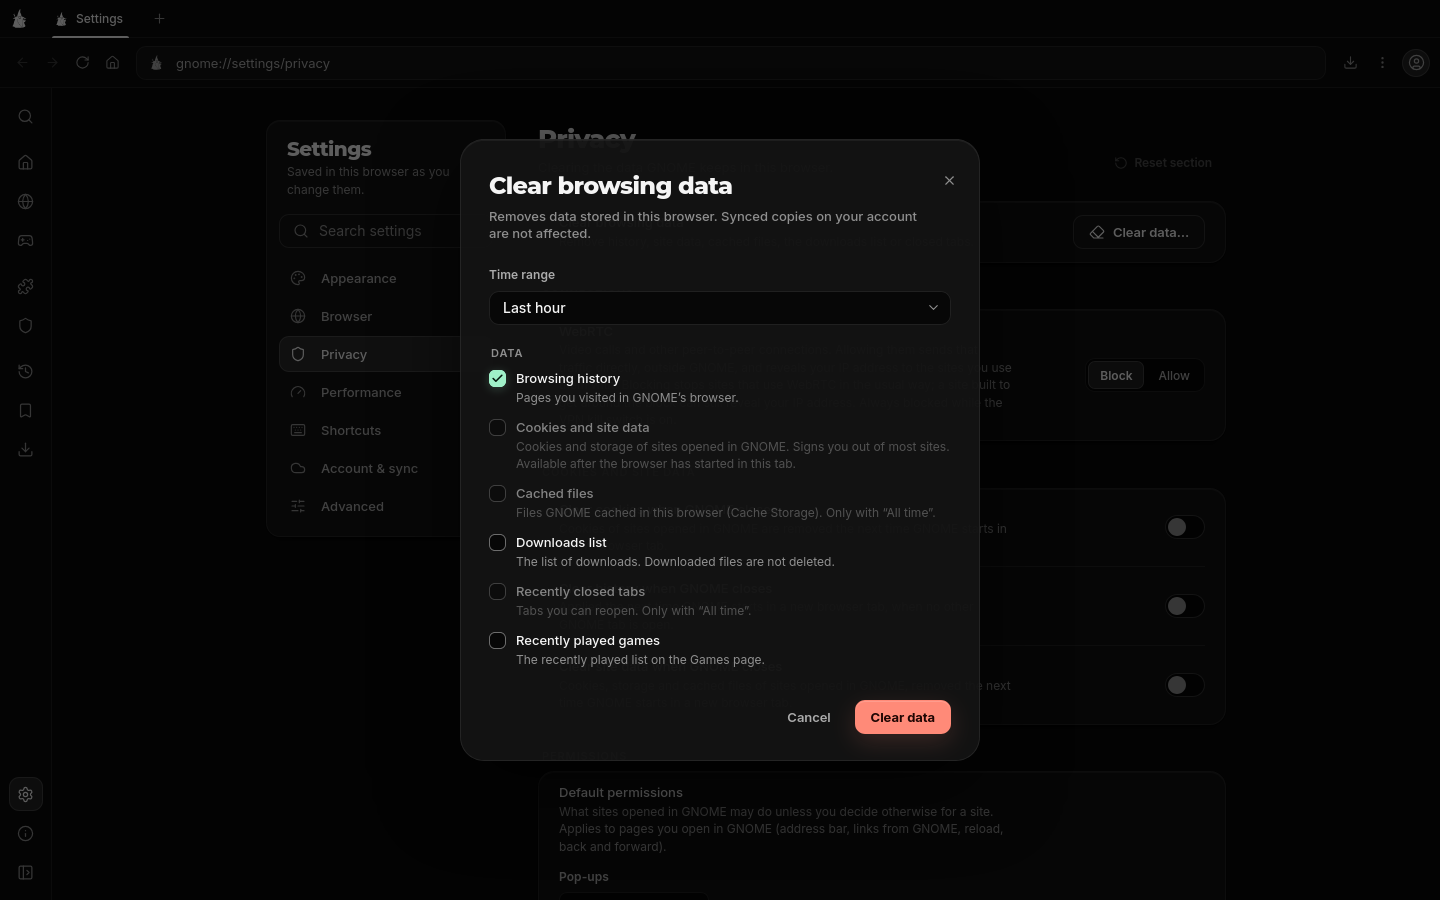 Settings
gnome://settings/privacy
Settings
Saved in this browser as you
change them.
Search settings
Appearance
Browser
Privacy
Performance
Shortcuts
Account & sync
Advanced
Privacy
Reset section
Clear data…
Block
Allow
Clear browsing data
Removes data stored in this browser. Synced copies on your account
are not affected.
Time range
Last hour
DATA
Browsing history
Pages you visited in GNOME’s browser.
Cookies and site data
Cookies and storage of sites opened in GNOME. Signs you out of most sites.
Available after the browser has started in this tab.
Cached files
Files GNOME cached in this browser (Cache Storage). Only with “All time”.
Downloads list
The list of downloads. Downloaded files are not deleted.
Recently closed tabs
Tabs you can reopen. Only with “All time”.
Recently played games
The recently played list on the Games page.
Cancel
Clear data
Default permissions
What sites opened in GNOME may do unless you decide otherwise for a site.
Applies to pages you open in GNOME (address bar, links from GNOME, reload,
back and forward).
Pop-ups